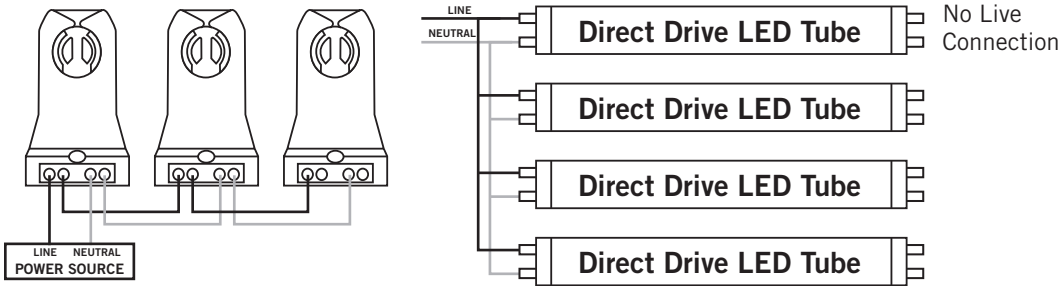 LINE
NEUTRAL
POWER SOURCE
LINE
NEUTRAL
Direct Drive LED Tube
No Live
Connection
Direct Drive LED Tube
Direct Drive LED Tube
Direct Drive LED Tube